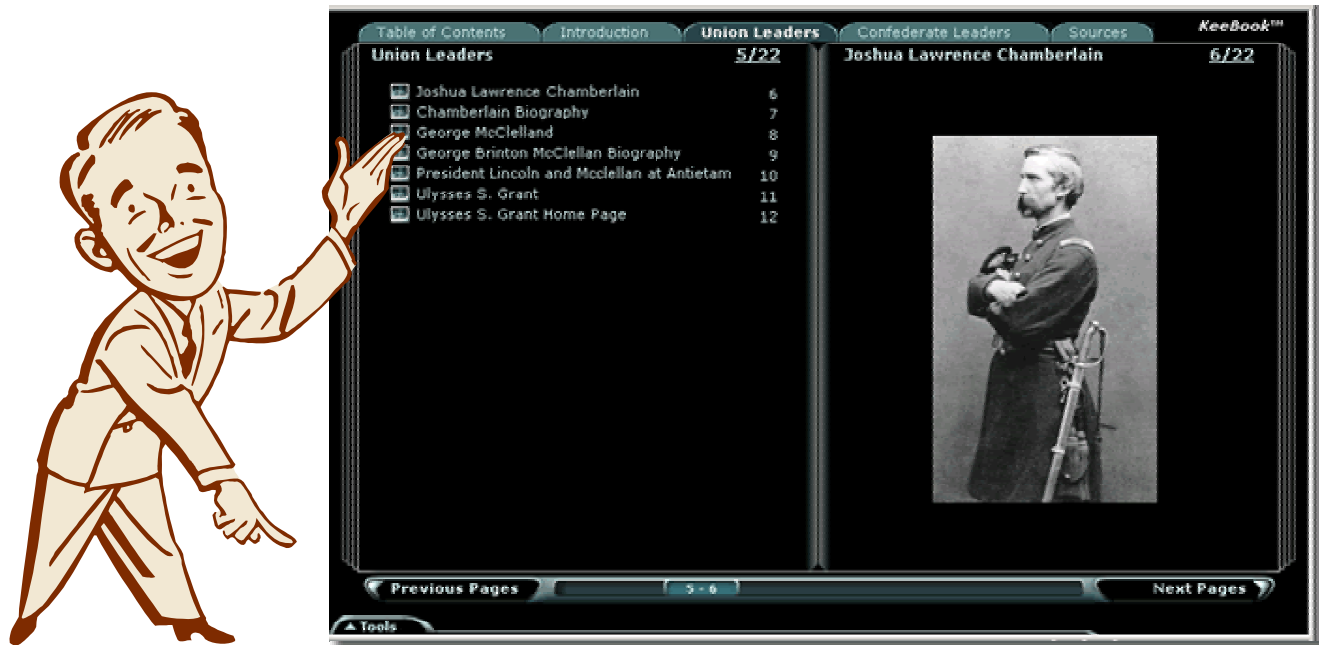 Table of Contents Introduction Union Leaders Confederate Leaders Sources KeeBook™
Union Leaders 5/22
Joshua Lawrence Chamberlain 6
Chamberlain Biography 7
George McClelland 8
George Brinton McClellan Biography 9
President Lincoln and Mcclellan at Antietam 10
Ulysses S. Grant 11
Ulysses S. Grant Home Page 12
Joshua Lawrence Chamberlain 6/22
Previous Pages 5 - 6 Next Pages
Tools